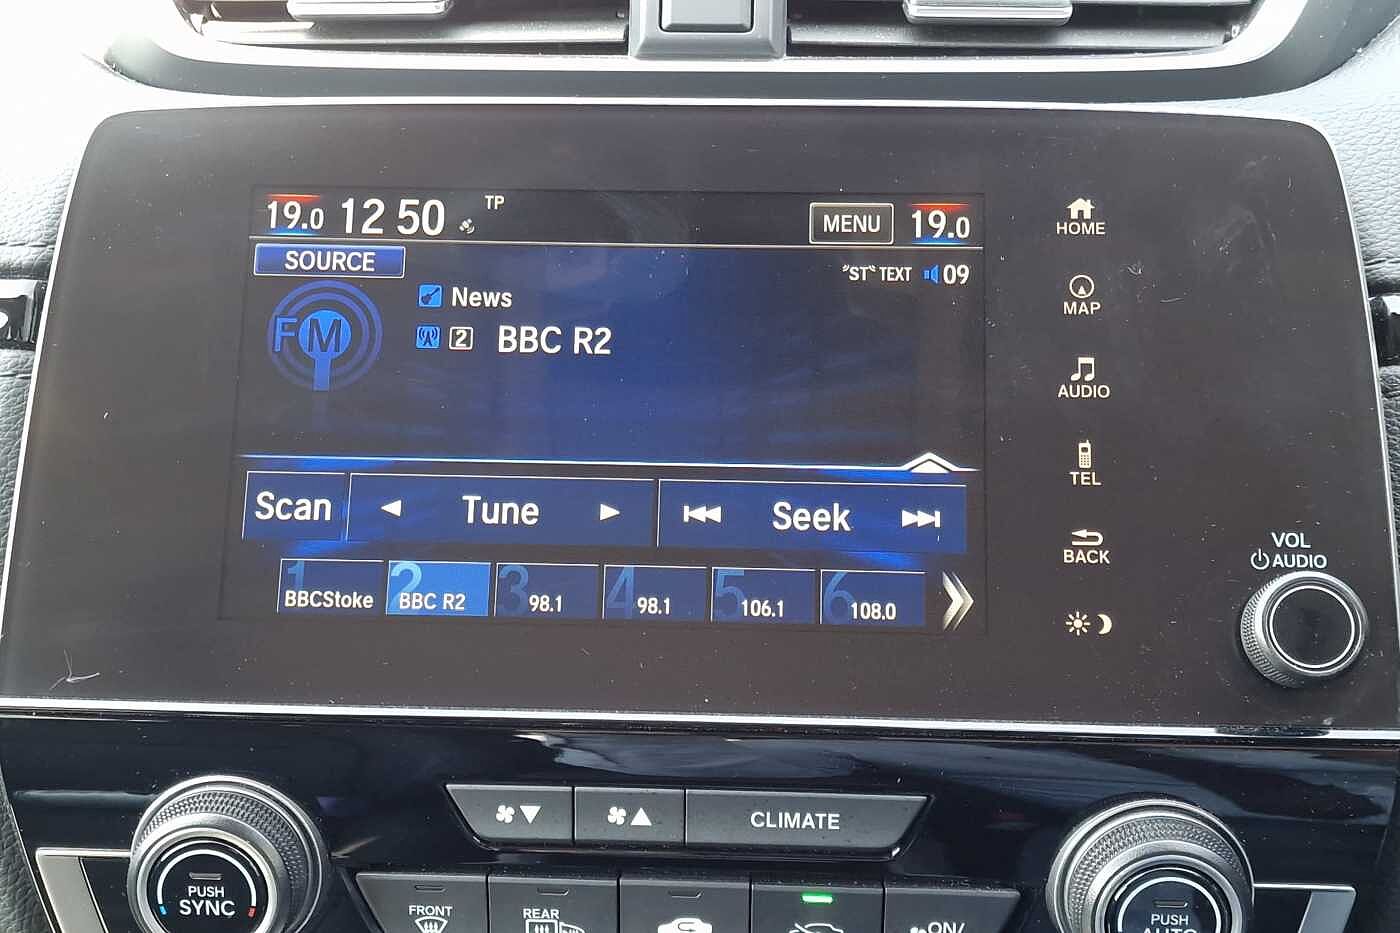 19.0 12 50 TP MENU 19.0
SOURCE
"ST" TEXT 09
FM
News
2 BBC R2
Scan Tune Seek
1 BBCStoke 2 BBC R2 3 98.1 4 98.1 5 106.1 6 108.0
HOME
MAP
AUDIO
TEL
BACK
VOL
AUDIO
CLIMATE
PUSH
SYNC
FRONT
REAR
ON/
PUSH
AUTO